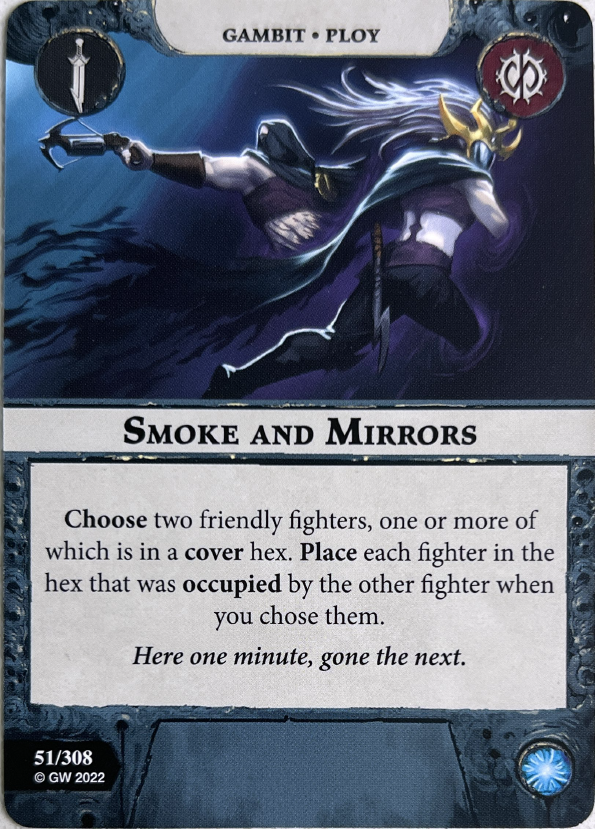 GAMBIT • PLOY
SMOKE AND MIRRORS
Choose two friendly fighters, one or more of
which is in a cover hex. Place each fighter in the
hex that was occupied by the other fighter when
you chose them.
Here one minute, gone the next.
51/308
© GW 2022